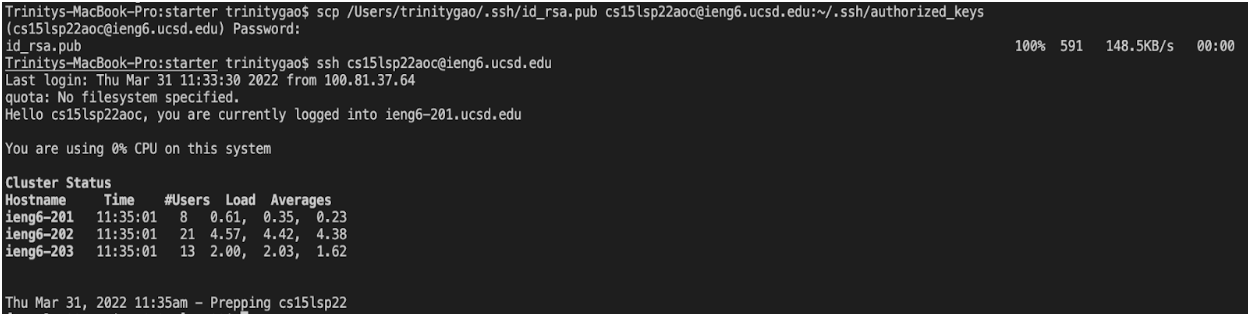 Trinitys-MacBook-Pro:starter trinitygao$ scp /Users/trinitygao/.ssh/id_rsa.pub cs15lsp22aoc@ieng6.ucsd.edu:~/.ssh/authorized_keys
(cs15lsp22aoc@ieng6.ucsd.edu) Password:
id_rsa.pub 100% 591 148.5KB/s 00:00
Trinitys-MacBook-Pro:starter trinitygao$ ssh cs15lsp22aoc@ieng6.ucsd.edu
Last login: Thu Mar 31 11:33:30 2022 from 100.81.37.64
quota: No filesystem specified.
Hello cs15lsp22aoc, you are currently logged into ieng6-201.ucsd.edu
You are using 0% CPU on this system
Cluster Status
Hostname Time #Users Load Averages
ieng6-201 11:35:01 8 0.61, 0.35, 0.23
ieng6-202 11:35:01 21 4.57, 4.42, 4.38
ieng6-203 11:35:01 13 2.00, 2.03, 1.62
Thu Mar 31, 2022 11:35am - Prepping cs15lsp22